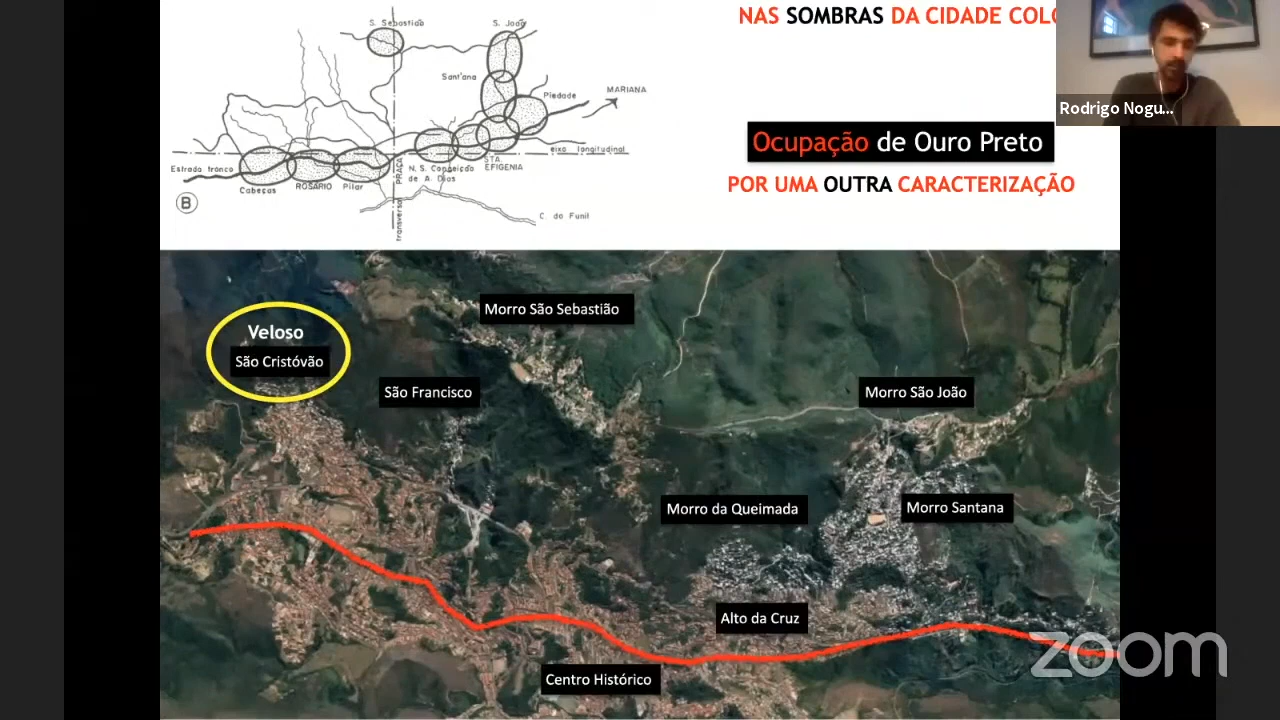 NAS SOMBRAS DA CIDADE COLO
Rodrigo Nogu...
Ocupação de Ouro Preto
POR UMA OUTRA CARACTERIZAÇÃO
S. Sebastião
S. João
Sant'ana
Piedade
MARIANA
Estrada tronco
Cabeças
ROSÁRIO
Pilar
PRAÇA
transversal
N. S. Conceição
de A. Dias
STA.
EFIGENIA
eixo longitudinal
C. do Funil
B
Veloso
São Cristóvão
Morro São Sebastião
São Francisco
Morro São João
Morro da Queimada
Morro Santana
Alto da Cruz
Centro Histórico
zoom